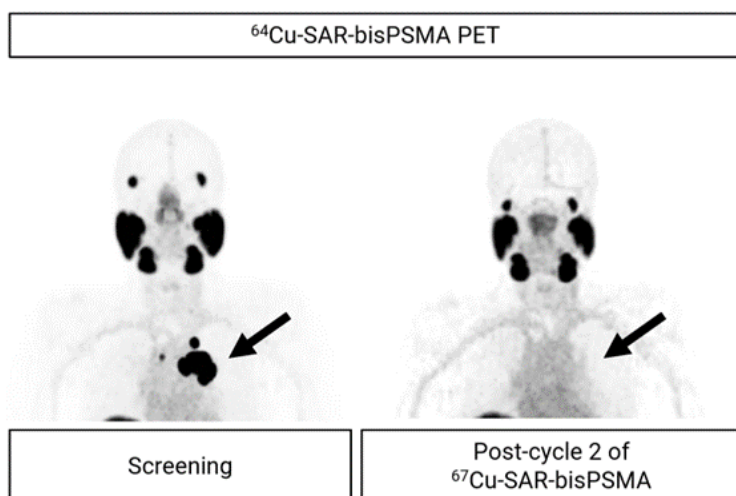 ⁶⁴Cu-SAR-bisPSMA PET
Screening
Post-cycle 2 of
⁶⁷Cu-SAR-bisPSMA